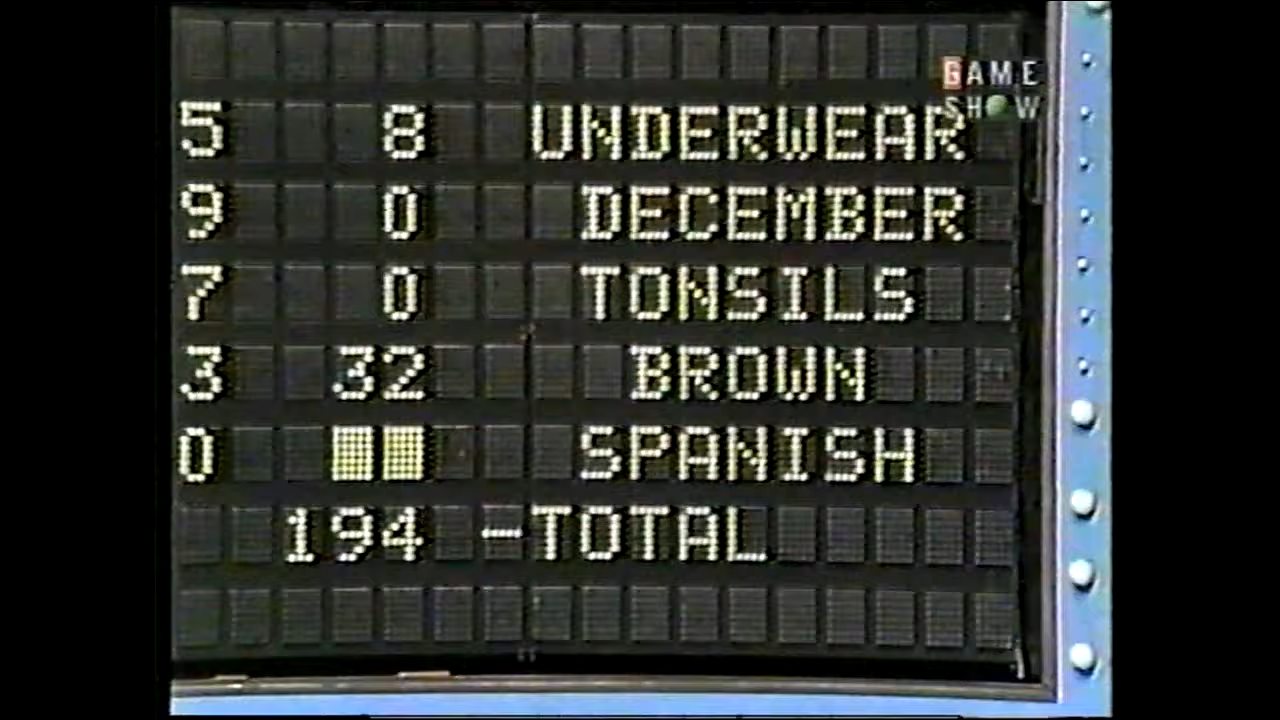 GAME
SHOW
5 8 UNDERWEAR
9 0 DECEMBER
7 0 TONSILS
3 32 BROWN
0 SPANISH
194 -TOTAL